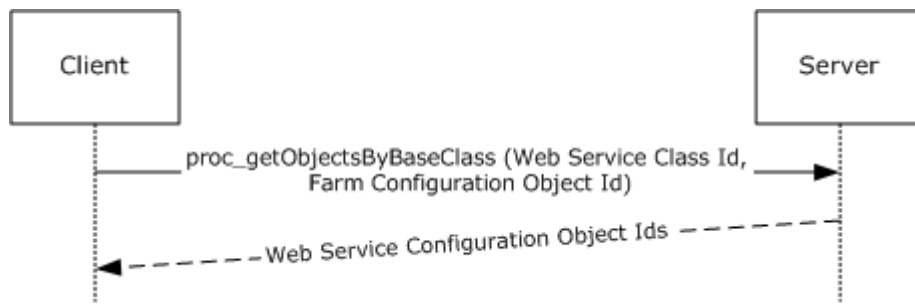 Client
Server
proc_getObjectsByBaseClass (Web Service Class Id,
Farm Configuration Object Id)
Web Service Configuration Object Ids